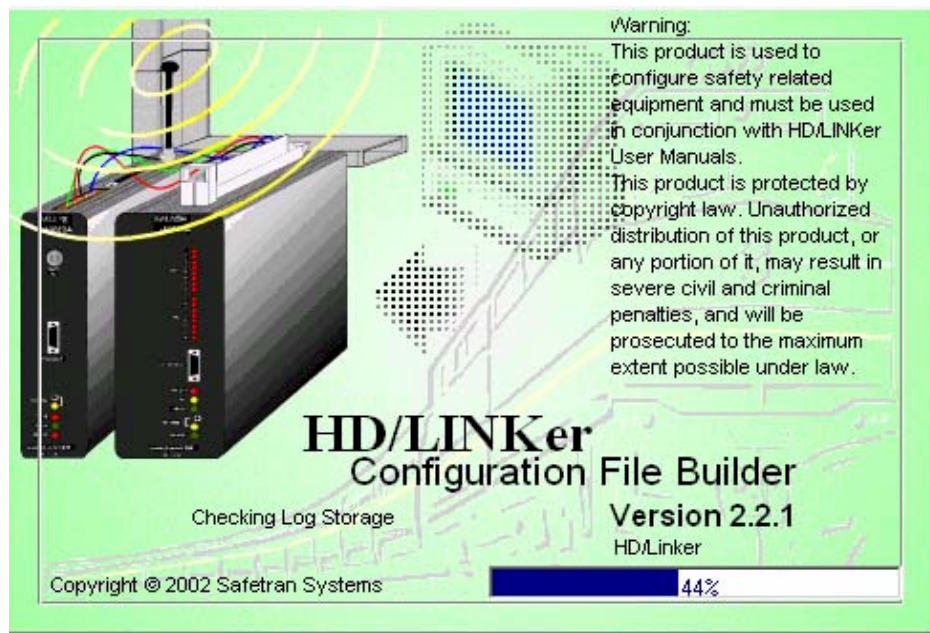 Warning:
This product is used to
configure safety related
equipment and must be used
in conjunction with HD/LINKer
User Manuals.
This product is protected by
copyright law. Unauthorized
distribution of this product, or
any portion of it, may result in
severe civil and criminal
penalties, and will be
prosecuted to the maximum
extent possible under law.
HD/LINKer
Configuration File Builder
Checking Log Storage
Version 2.2.1
HD/Linker
Copyright © 2002 Safetran Systems
44%